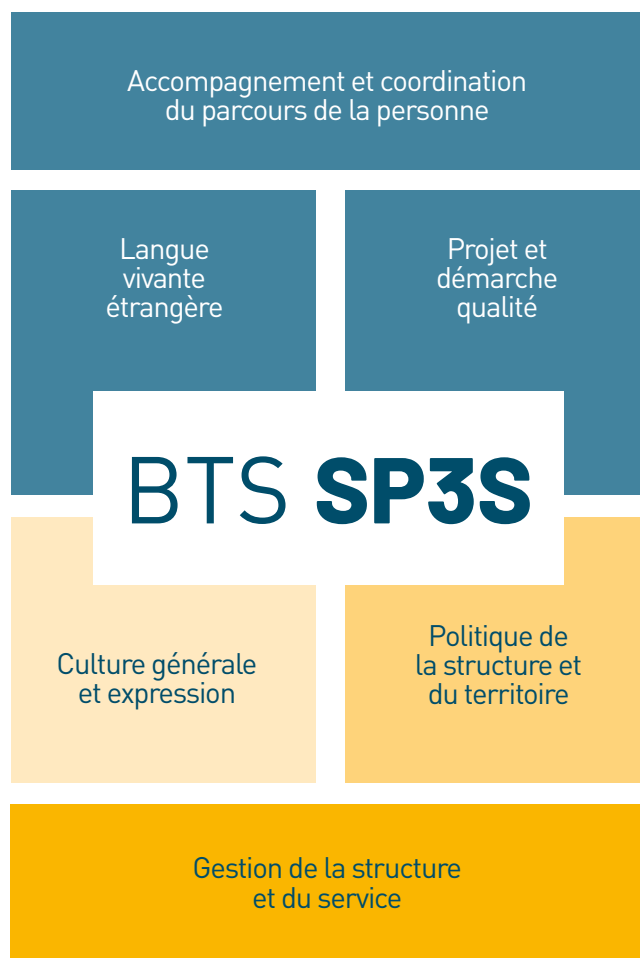 Accompagnement et coordination
du parcours de la personne
Langue
vivante
étrangère
Projet et
démarche
qualité
BTS SP3S
Culture générale
et expression
Politique de
la structure et
du territoire
Gestion de la structure
et du service